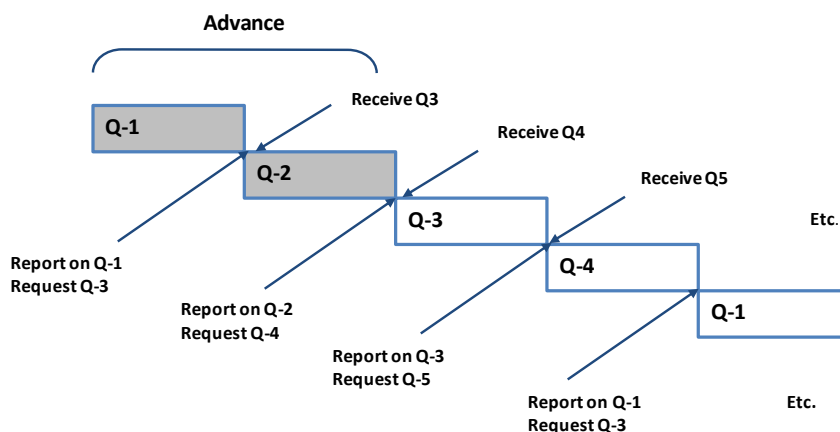 Advance
Receive Q3
Q-1
Receive Q4
Q-2
Receive Q5
Q-3
Etc.
Report on Q-1
Request Q-3
Q-4
Report on Q-2
Request Q-4
Q-1
Report on Q-3
Request Q-5
Report on Q-1
Request Q-3
Etc.